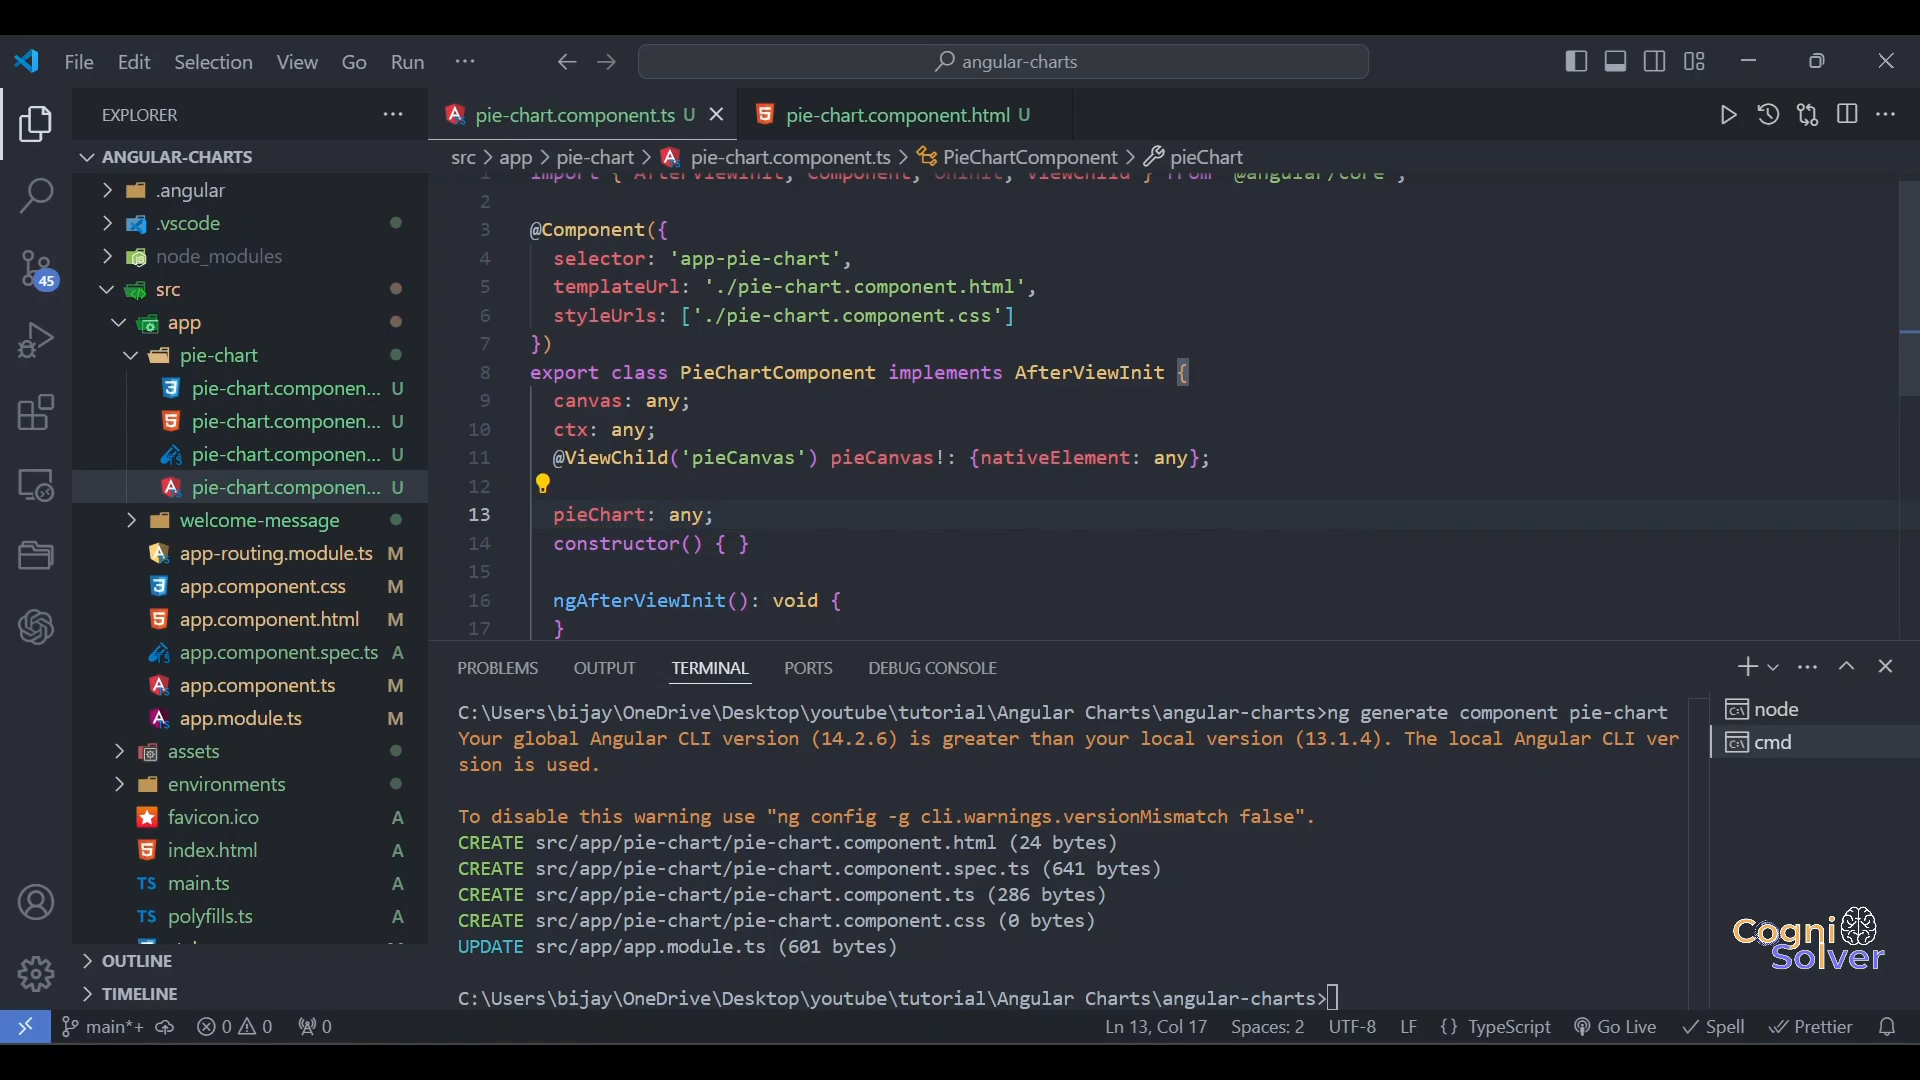 File Edit Selection View Go Run ··· angular-charts
EXPLORER ··· pie-chart.component.ts U pie-chart.component.html U
ANGULAR-CHARTS
src > app > pie-chart > pie-chart.component.ts > PieChartComponent > pieChart
.angular
.vscode
node_modules
src
app
pie-chart
pie-chart.componen... U
pie-chart.componen... U
pie-chart.componen... U
pie-chart.componen... U
welcome-message
app-routing.module.ts M
app.component.css M
app.component.html M
app.component.spec.ts A
app.component.ts M
app.module.ts M
assets
environments
favicon.ico A
index.html A
TS main.ts A
TS polyfills.ts A
OUTLINE
TIMELINE
45
1 import { AfterViewInit, Component, OnInit, ViewChild } from '@angular/core';
2
3 @Component({
4 selector: 'app-pie-chart',
5 templateUrl: './pie-chart.component.html',
6 styleUrls: ['./pie-chart.component.css']
7 })
8 export class PieChartComponent implements AfterViewInit {
9 canvas: any;
10 ctx: any;
11 @ViewChild('pieCanvas') pieCanvas!: {nativeElement: any};
12
13 pieChart: any;
14 constructor() { }
15
16 ngAfterViewInit(): void {
17 }
PROBLEMS OUTPUT TERMINAL PORTS DEBUG CONSOLE
C:\Users\bijay\OneDrive\Desktop\youtube\tutorial\Angular Charts\angular-charts>ng generate component pie-chart
Your global Angular CLI version (14.2.6) is greater than your local version (13.1.4). The local Angular CLI ver
sion is used.
To disable this warning use "ng config -g cli.warnings.versionMismatch false".
CREATE src/app/pie-chart/pie-chart.component.html (24 bytes)
CREATE src/app/pie-chart/pie-chart.component.spec.ts (641 bytes)
CREATE src/app/pie-chart/pie-chart.component.ts (286 bytes)
CREATE src/app/pie-chart/pie-chart.component.css (0 bytes)
UPDATE src/app/app.module.ts (601 bytes)
C:\Users\bijay\OneDrive\Desktop\youtube\tutorial\Angular Charts\angular-charts>
node
cmd
Cogni
Solver
main*+ 0 0 0 Ln 13, Col 17 Spaces: 2 UTF-8 LF {} TypeScript Go Live Spell Prettier